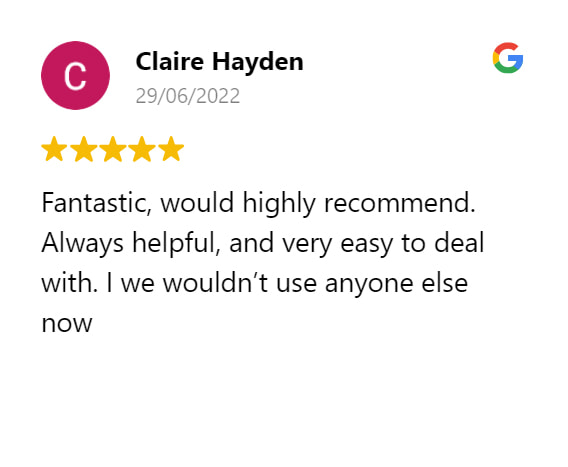 C
Claire Hayden
29/06/2022
Fantastic, would highly recommend.
Always helpful, and very easy to deal
with. I we wouldn’t use anyone else
now